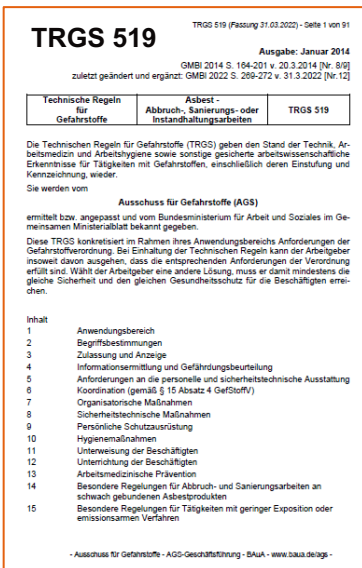 TRGS 519 (Fassung 31.03.2022) - Seite 1 von 91
TRGS 519
Ausgabe: Januar 2014
GMBl 2014 S. 164-201 v. 20.3.2014 [Nr. 8/9]
zuletzt geändert und ergänzt: GMBl 2022 S. 269-272 v. 31.3.2022 [Nr.12]
Technische Regeln
für
Gefahrstoffe
Asbest -
Abbruch-, Sanierungs- oder
Instandhaltungsarbeiten
TRGS 519
Die Technischen Regeln für Gefahrstoffe (TRGS) geben den Stand der Technik, Ar-
beitsmedizin und Arbeitshygiene sowie sonstige gesicherte arbeitswissenschaftliche
Erkenntnisse für Tätigkeiten mit Gefahrstoffen, einschließlich deren Einstufung und
Kennzeichnung, wieder.
Sie werden vom
Ausschuss für Gefahrstoffe (AGS)
ermittelt bzw. angepasst und vom Bundesministerium für Arbeit und Soziales im Ge-
meinsamen Ministerialblatt bekannt gegeben.
Diese TRGS konkretisiert im Rahmen ihres Anwendungsbereichs Anforderungen der
Gefahrstoffverordnung. Bei Einhaltung der Technischen Regeln kann der Arbeitgeber
insoweit davon ausgehen, dass die entsprechenden Anforderungen der Verordnung
erfüllt sind. Wählt der Arbeitgeber eine andere Lösung, muss er damit mindestens die
gleiche Sicherheit und den gleichen Gesundheitsschutz für die Beschäftigten errei-
chen.
Inhalt
1 Anwendungsbereich
2 Begriffsbestimmungen
3 Zulassung und Anzeige
4 Informationsermittlung und Gefährdungsbeurteilung
5 Anforderungen an die personelle und sicherheitstechnische Ausstattung
6 Koordination (gemäß § 15 Absatz 4 GefStoffV)
7 Organisatorische Maßnahmen
8 Sicherheitstechnische Maßnahmen
9 Persönliche Schutzausrüstung
10 Hygienemaßnahmen
11 Unterweisung der Beschäftigten
12 Unterrichtung der Beschäftigten
13 Arbeitsmedizinische Prävention
14 Besondere Regelungen für Abbruch- und Sanierungsarbeiten an
schwach gebundenen Asbestprodukten
15 Besondere Regelungen für Tätigkeiten mit geringer Exposition oder
emissionsarmen Verfahren
- Ausschuss für Gefahrstoffe - AGS-Geschäftsführung - BAuA - www.baua.de/ags -